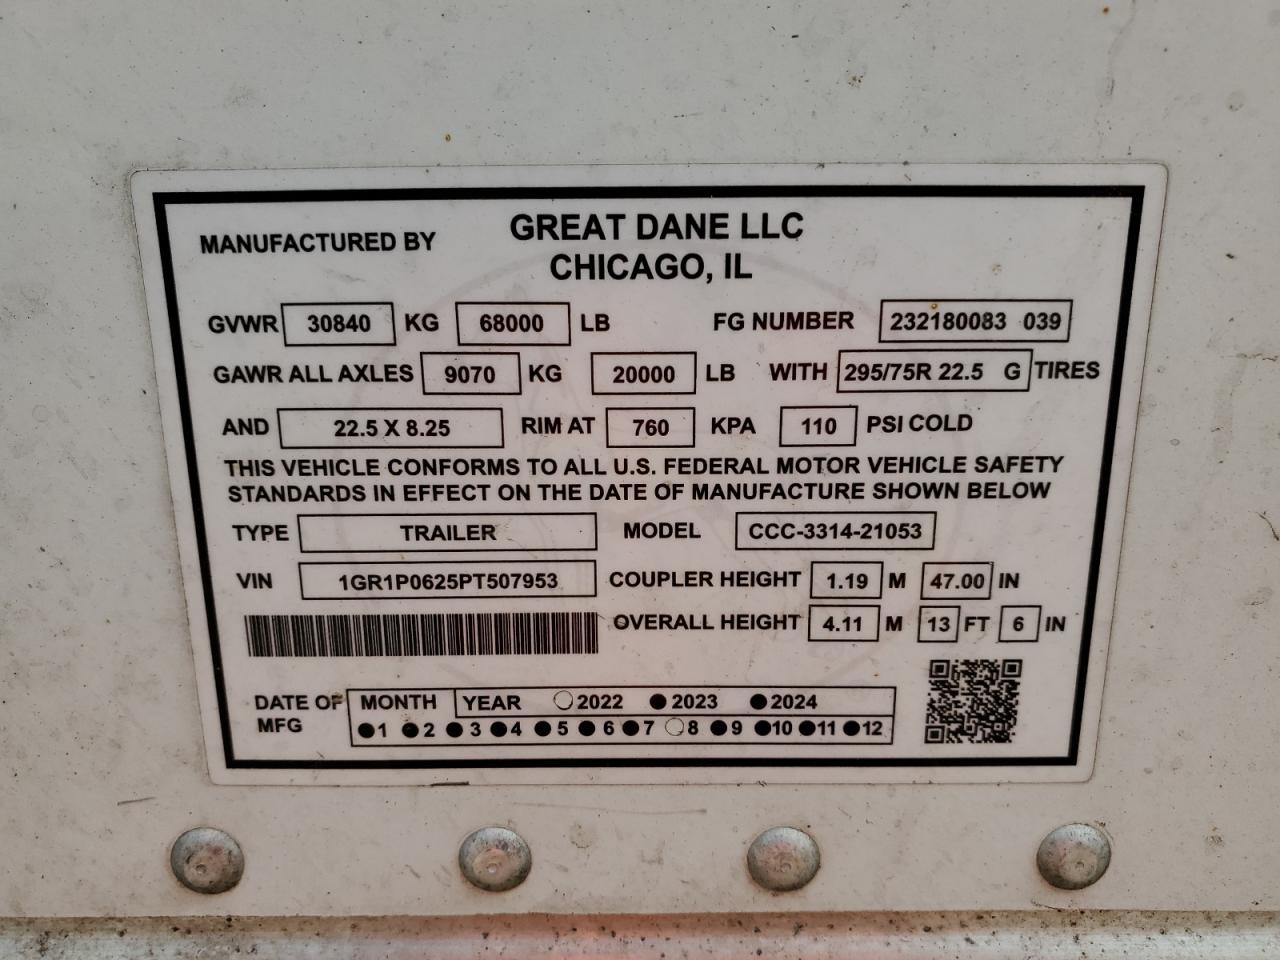 MANUFACTURED BY GREAT DANE LLC
CHICAGO, IL
GVWR 30840 KG 68000 LB FG NUMBER 232180083 039
GAWR ALL AXLES 9070 KG 20000 LB WITH 295/75R 22.5 G TIRES
AND 22.5 X 8.25 RIM AT 760 KPA 110 PSI COLD
THIS VEHICLE CONFORMS TO ALL U.S. FEDERAL MOTOR VEHICLE SAFETY
STANDARDS IN EFFECT ON THE DATE OF MANUFACTURE SHOWN BELOW
TYPE TRAILER MODEL CCC-3314-21053
VIN 1GR1P0625PT507953 COUPLER HEIGHT 1.19 M 47.00 IN
OVERALL HEIGHT 4.11 M 13 FT 6 IN
DATE OF MFG MONTH YEAR 2022 2023 2024
1 2 3 4 5 6 7 8 9 10 11 12